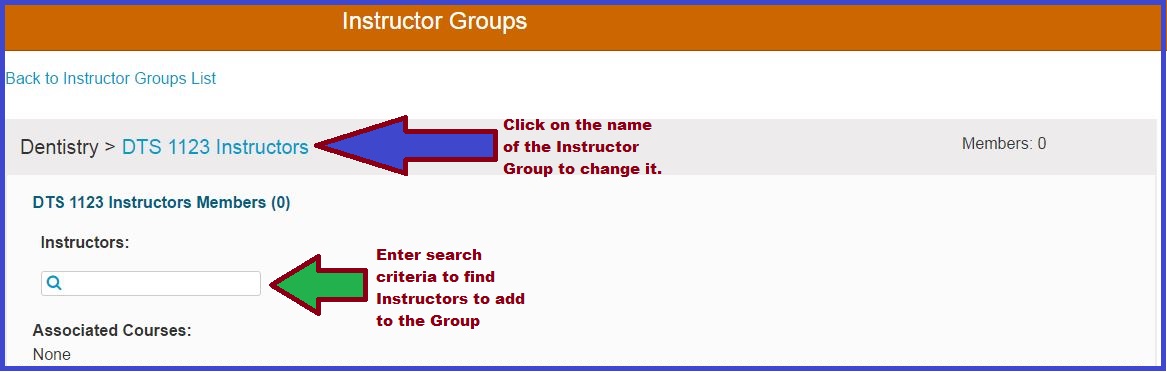 Instructor Groups
Back to Instructor Groups List
Dentistry > DTS 1123 Instructors
Click on the name
of the Instructor
Group to change it.
Members: 0
DTS 1123 Instructors Members (0)
Instructors:
Enter search
criteria to find
Instructors to add
to the Group
Associated Courses:
None